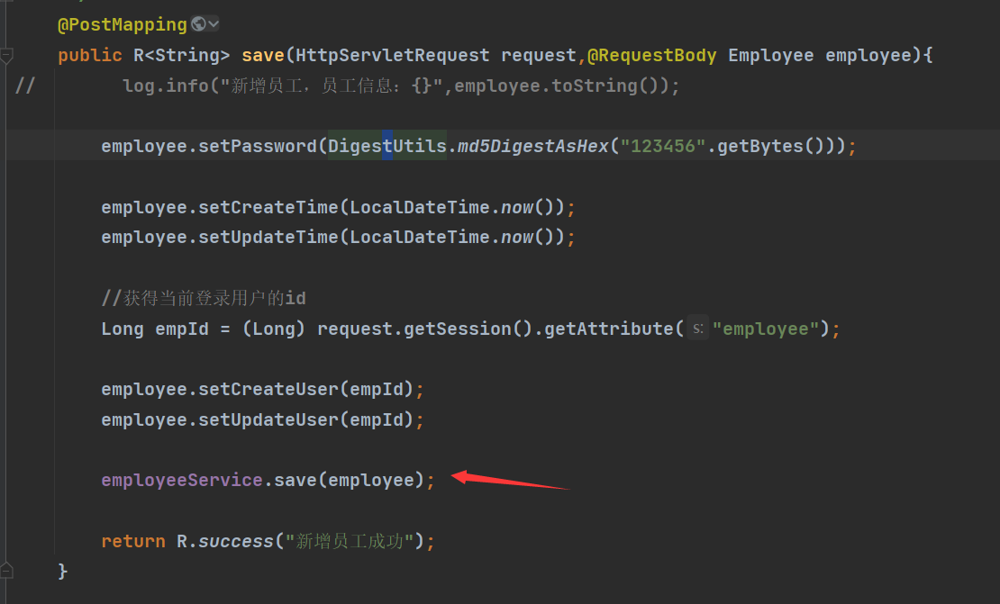 @PostMapping
public R<String> save(HttpServletRequest request,@RequestBody Employee employee){
// log.info("新增员工，员工信息：{}",employee.toString());
employee.setPassword(DigestUtils.md5DigestAsHex("123456".getBytes()));
employee.setCreateTime(LocalDateTime.now());
employee.setUpdateTime(LocalDateTime.now());
//获得当前登录用户的id
Long empId = (Long) request.getSession().getAttribute( s: "employee");
employee.setCreateUser(empId);
employee.setUpdateUser(empId);
employeeService.save(employee);
return R.success("新增员工成功");
}